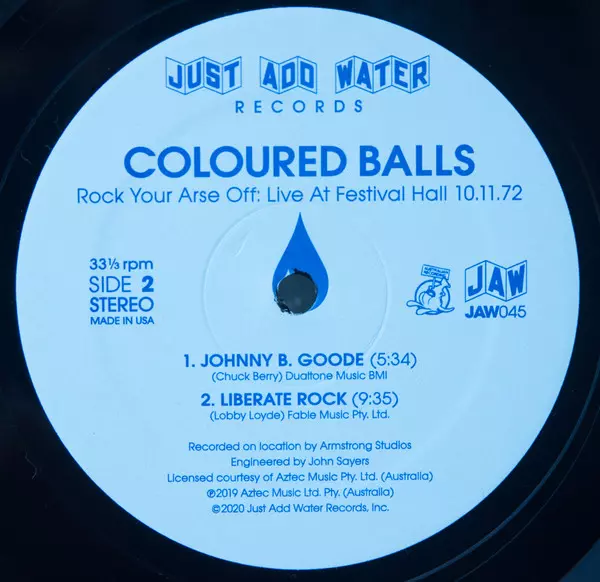 JUST ADD WATER
RECORDS
COLOURED BALLS
Rock Your Arse Off: Live At Festival Hall 10.11.72
33⅓ rpm
SIDE 2
STEREO
MADE IN USA
JAW
JAW045
1. JOHNNY B. GOODE (5:34)
(Chuck Berry) Dualtone Music BMI
2. LIBERATE ROCK (9:35)
(Lobby Loyde) Fable Music Pty. Ltd.
Recorded on location by Armstrong Studios
Engineered by John Sayers
Licensed courtesy of Aztec Music Pty. Ltd. (Australia)
℗2019 Aztec Music Ltd. Pty. (Australia)
©2020 Just Add Water Records, Inc.